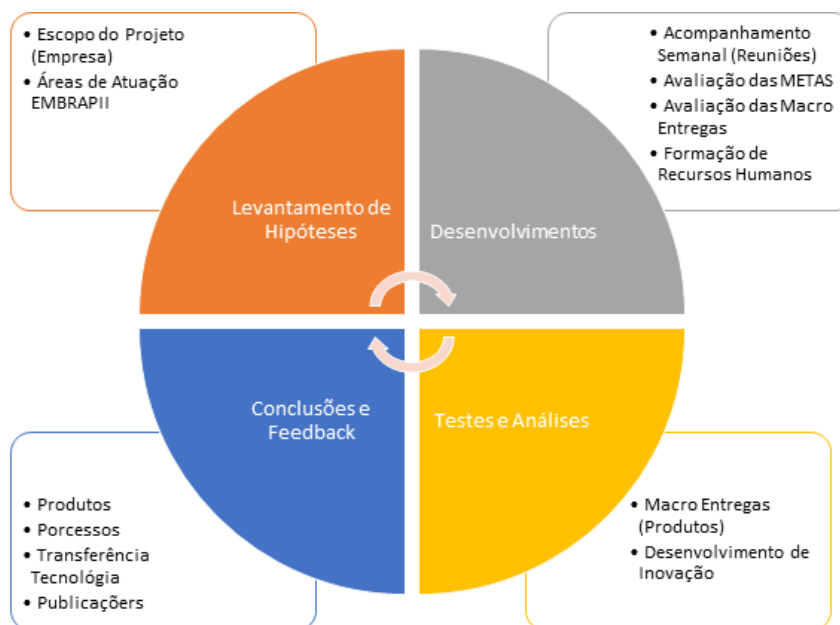 • Escopo do Projeto
(Empresa)
• Áreas de Atuação
EMBRAPII
• Acompanhamento
Semanal (Reuniões)
• Avaliação das METAS
• Avaliação das Macro
Entregas
• Formação de
Recursos Humanos
Levantamento de
Hipóteses
Desenvolvimentos
Conclusões e
Feedback
Testes e Análises
• Produtos
• Porcessos
• Transferência
Tecnológia
• Publicaçõers
• Macro Entregas
(Produtos)
• Desenvolvimento de
Inovação